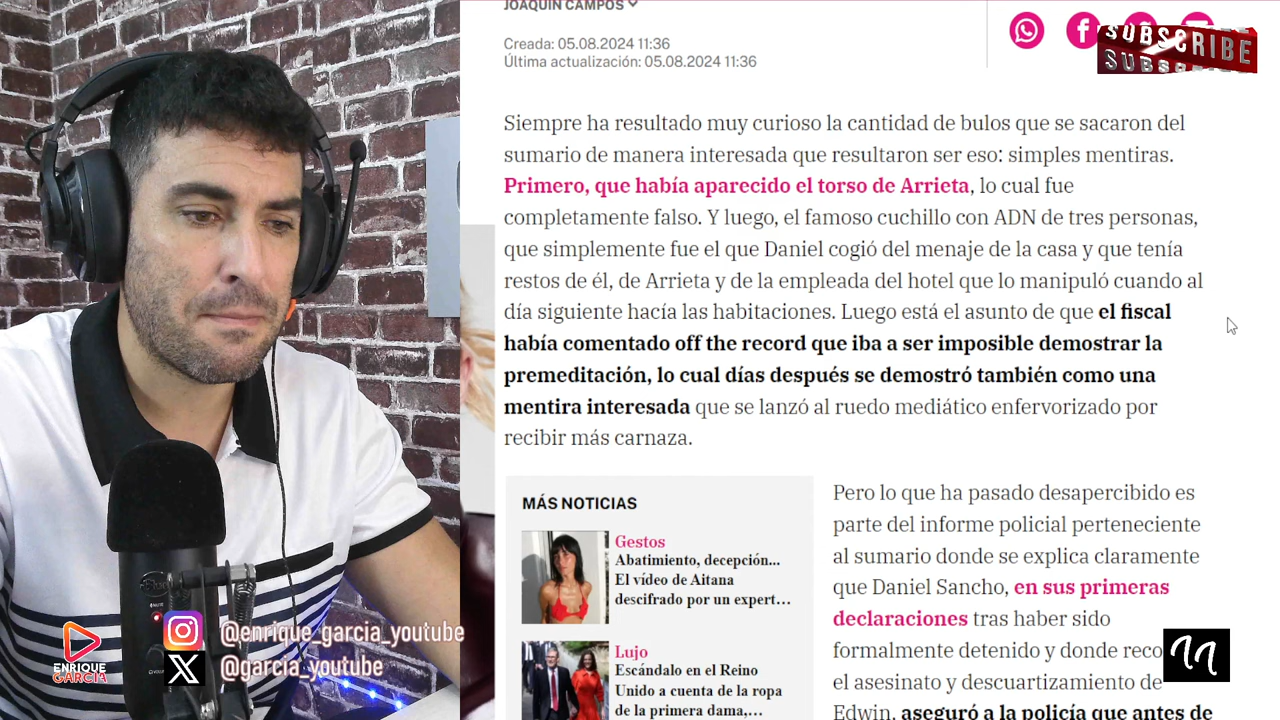 JOAQUÍN CAMPOS
Creada: 05.08.2024 11:36
Última actualización: 05.08.2024 11:36
SUBSCRIBE
SUBSCRIBE
Siempre ha resultado muy curioso la cantidad de bulos que se sacaron del
sumario de manera interesada que resultaron ser eso: simples mentiras.
Primero, que había aparecido el torso de Arrieta, lo cual fue
completamente falso. Y luego, el famoso cuchillo con ADN de tres personas,
que simplemente fue el que Daniel cogió del menaje de la casa y que tenía
restos de él, de Arrieta y de la empleada del hotel que lo manipuló cuando al
día siguiente hacía las habitaciones. Luego está el asunto de que el fiscal
había comentado off the record que iba a ser imposible demostrar la
premeditación, lo cual días después se demostró también como una
mentira interesada que se lanzó al ruedo mediático enfervorizado por
recibir más carnaza.
MÁS NOTICIAS
Gestos
Abatimiento, decepción...
El vídeo de Aitana
descifrado por un expert...
Lujo
Escándalo en el Reino
Unido a cuenta de la ropa
de la primera dama,...
Pero lo que ha pasado desapercibido es
parte del informe policial perteneciente
al sumario donde se explica claramente
que Daniel Sancho, en sus primeras
declaraciones tras haber sido
formalmente detenido y donde reco
el asesinato y descuartizamiento de
Edwin, aseguró a la policía que antes de
ENRIQUE
GARCIA
@enrique_garcia_youtube
@garcia_youtube